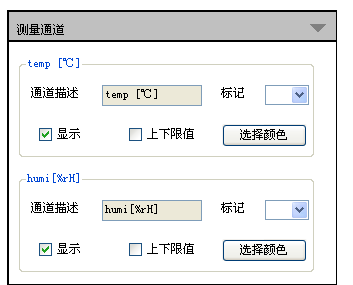 测量通道
temp [℃]
通道描述 temp [℃] 标记
显示 上下限值 选择颜色
humi[%rH]
通道描述 humi[%rH] 标记
显示 上下限值 选择颜色